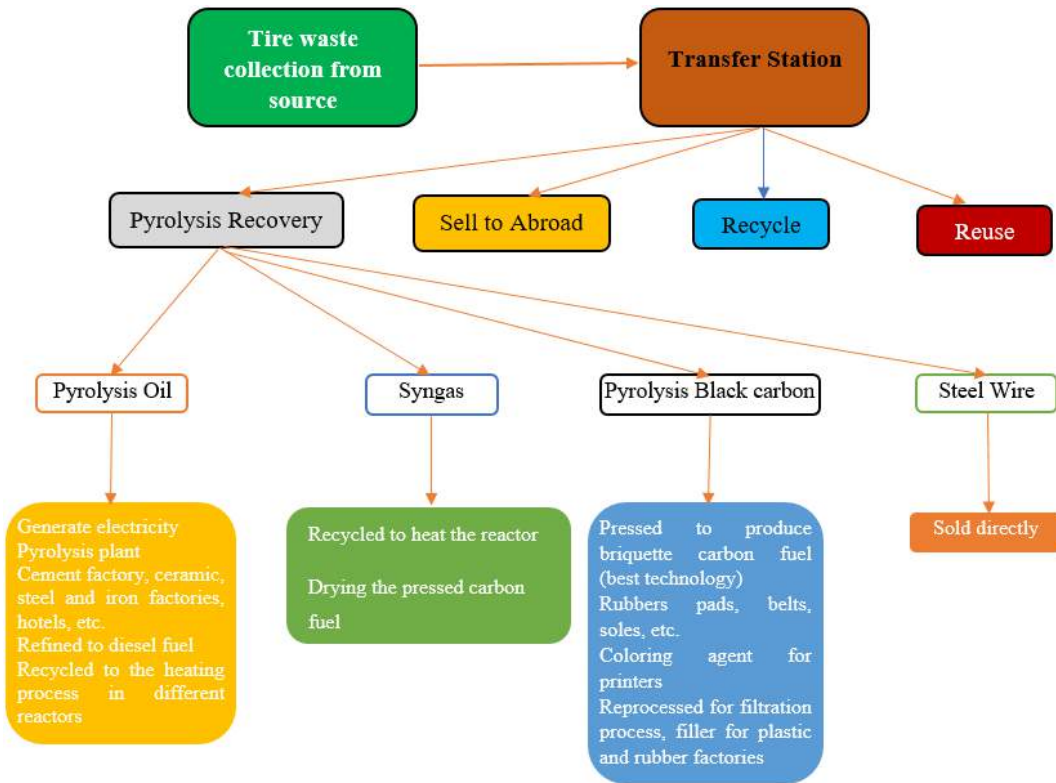 Tire waste
collection from
source
Transfer Station
Pyrolysis Recovery
Sell to Abroad
Recycle
Reuse
Pyrolysis Oil
Syngas
Pyrolysis Black carbon
Steel Wire
Generate electricity
Pyrolysis plant
Cement factory, ceramic,
steel and iron factories,
hotels, etc.
Refined to diesel fuel
Recycled to the heating
process in different
reactors
Recycled to heat the reactor
Drying the pressed carbon
fuel
Pressed to produce
briquette carbon fuel
(best technology)
Rubbers pads, belts,
soles, etc.
Coloring agent for
printers
Reprocessed for filtration
process, filler for plastic
and rubber factories
Sold directly